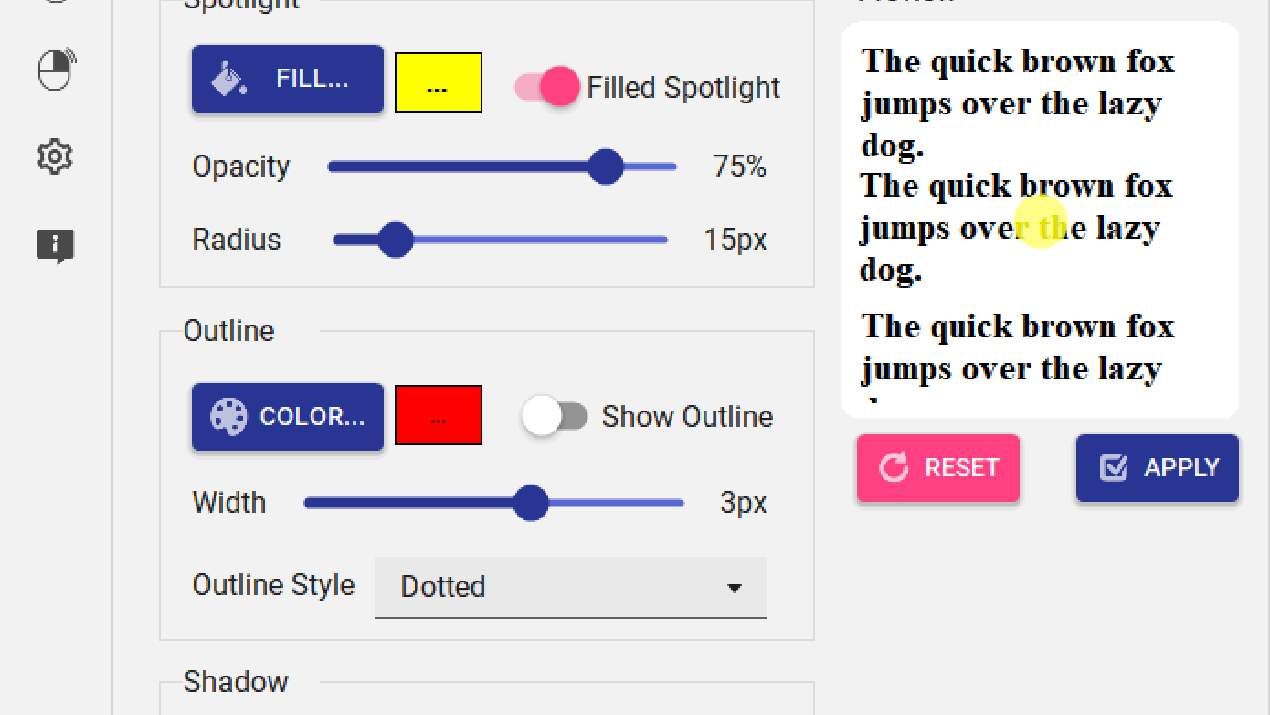 Spotlight
FILL...
...
Filled Spotlight
Opacity
75%
Radius
15px
Outline
COLOR...
...
Show Outline
Width
3px
Outline Style
Dotted
Shadow
The quick brown fox
jumps over the lazy
dog.
The quick brown fox
jumps over the lazy
dog.
The quick brown fox
jumps over the lazy
RESET
APPLY